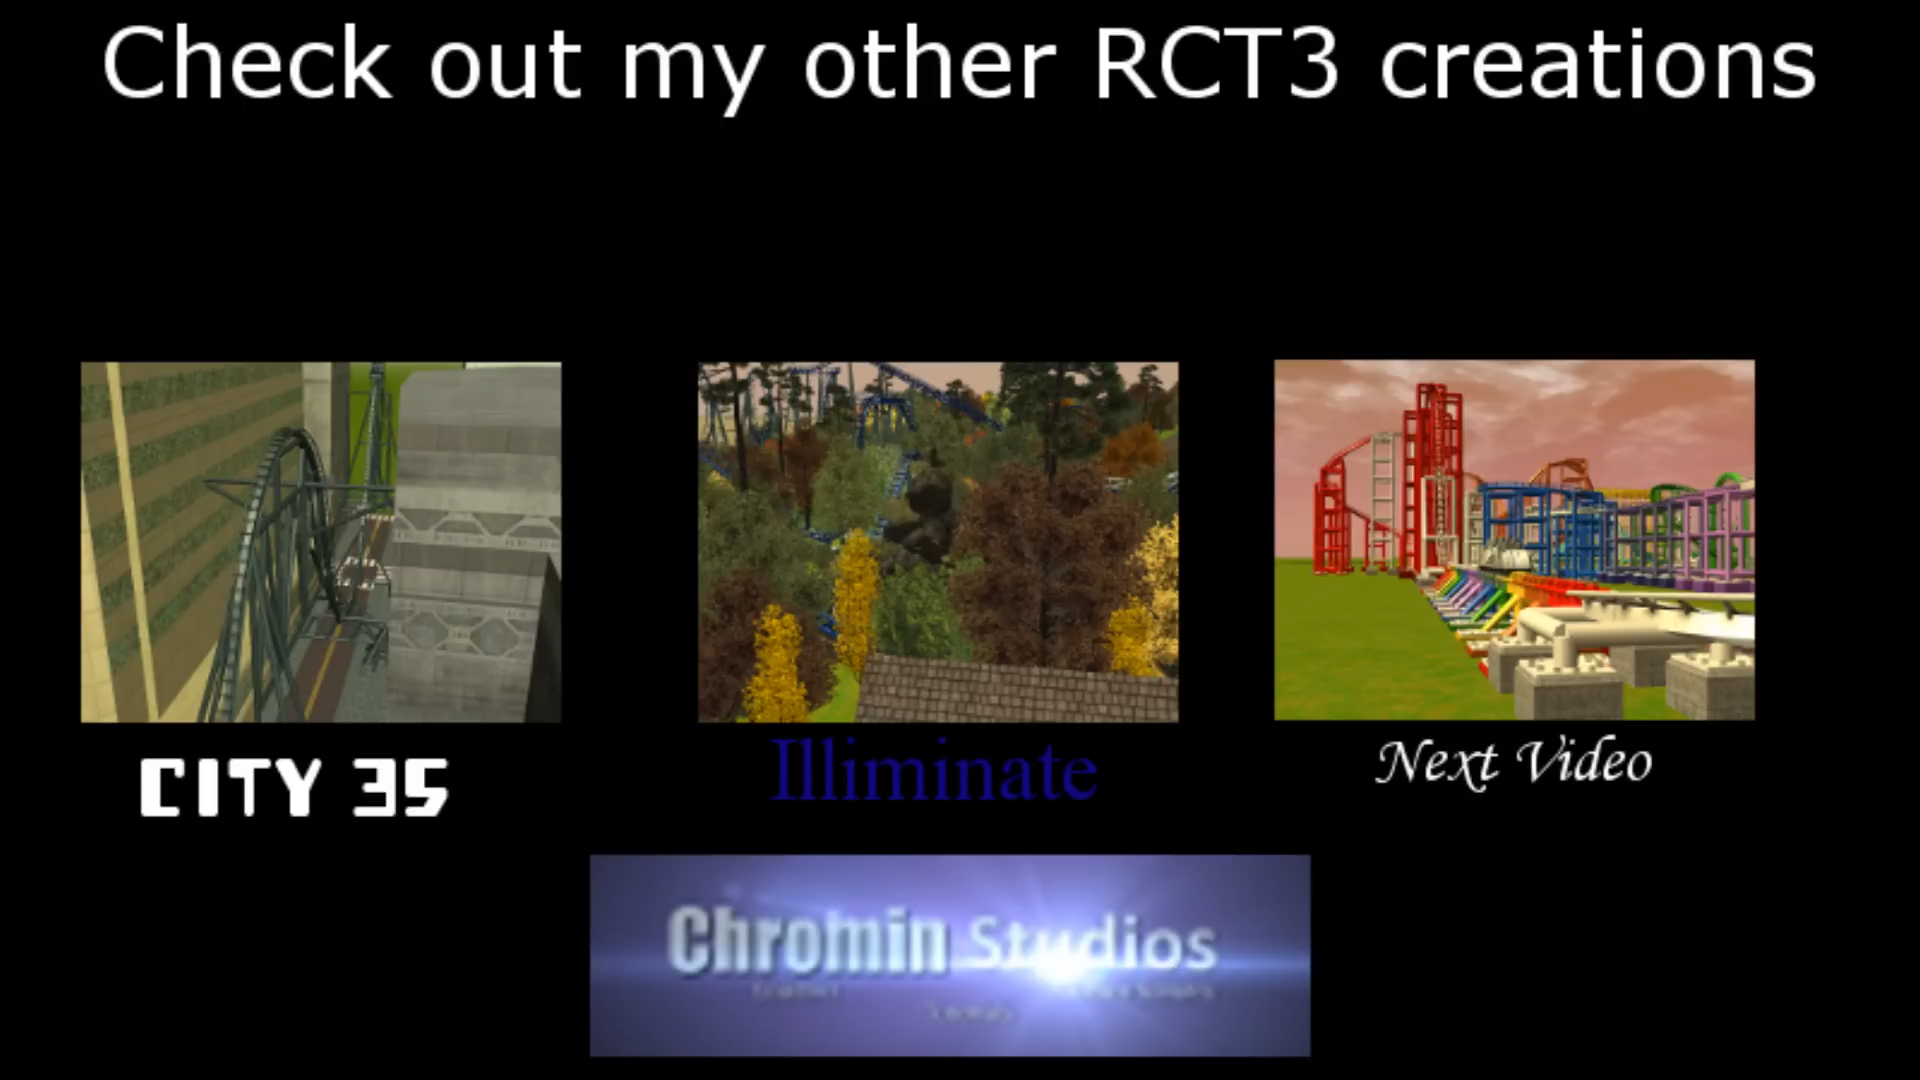 Check out my other RCT3 creations
CITY 35
Illiminate
Next Video
Chromin Studios